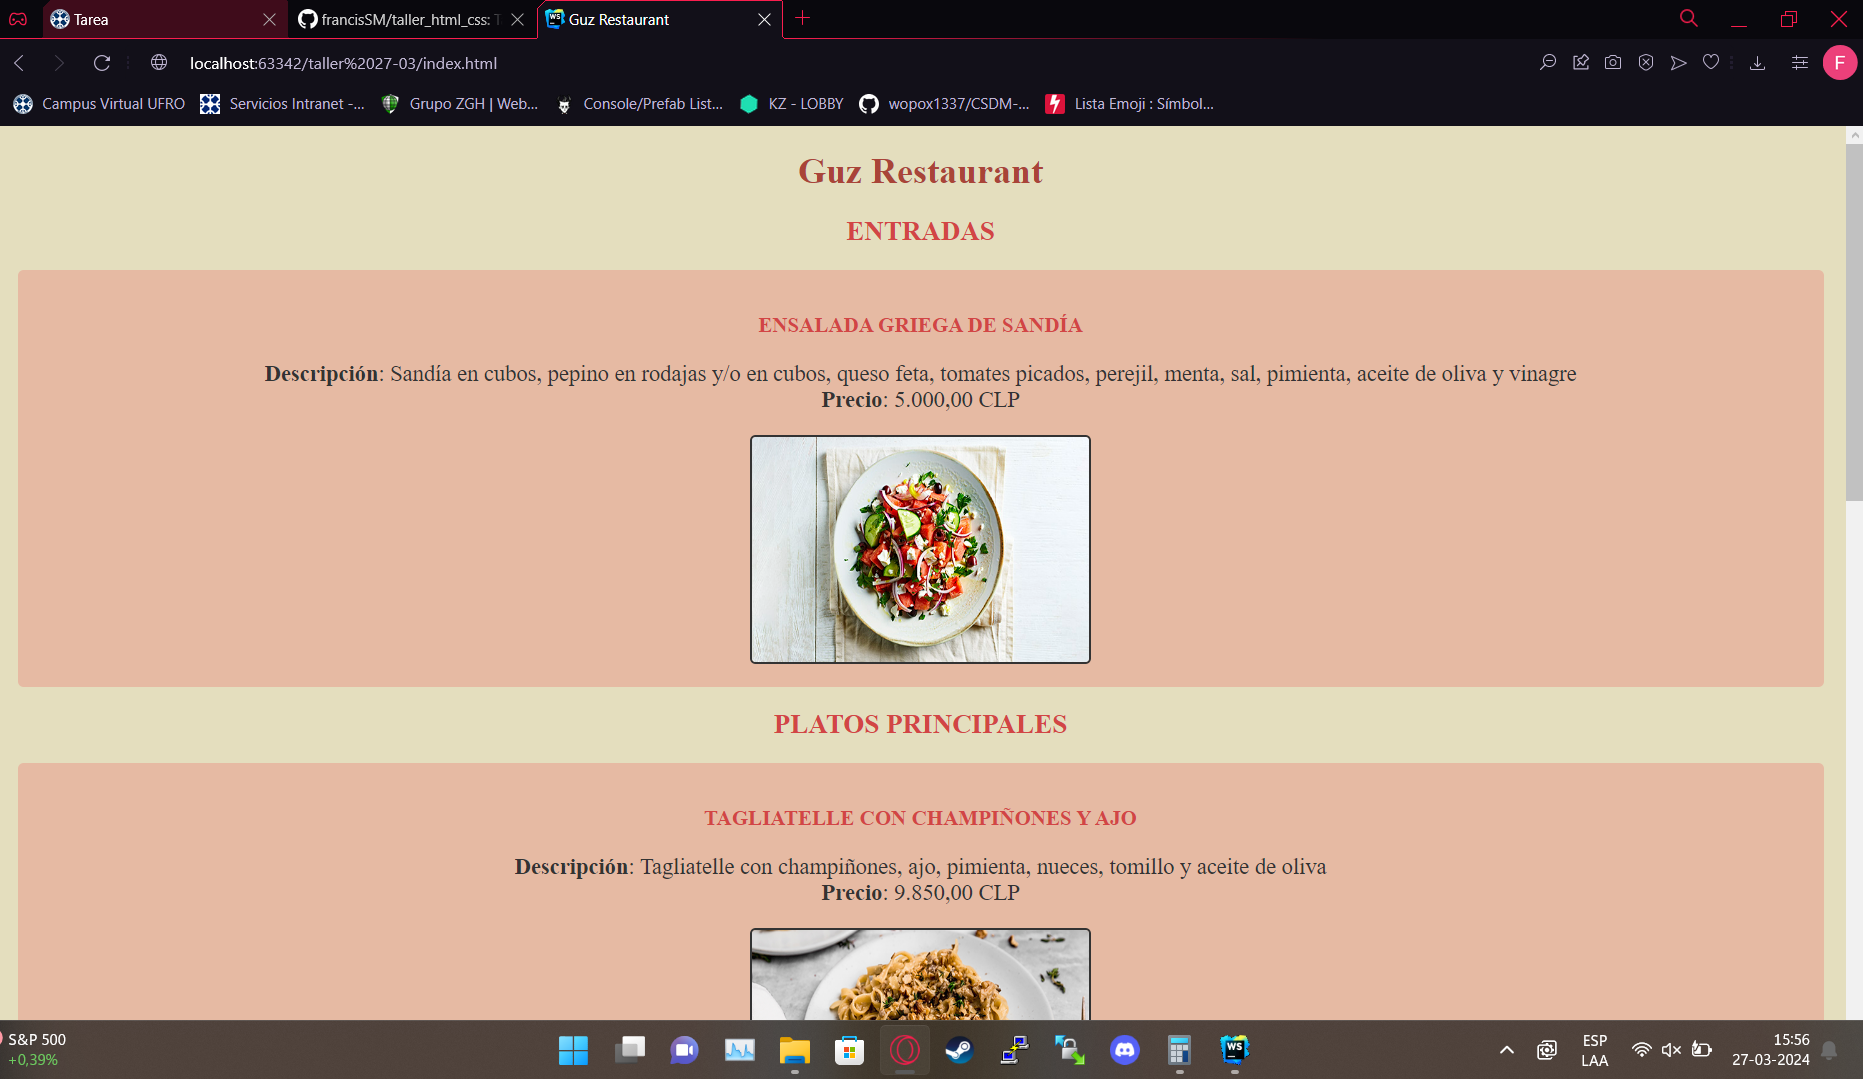 Tarea
francisSM/taller_html_css: T
Guz Restaurant
localhost:63342/taller%2027-03/index.html
F
Campus Virtual UFRO
Servicios Intranet -...
Grupo ZGH | Web...
Console/Prefab List...
KZ - LOBBY
wopox1337/CSDM-...
Lista Emoji : Símbol...
Guz Restaurant
ENTRADAS
ENSALADA GRIEGA DE SANDÍA
Descripción: Sandía en cubos, pepino en rodajas y/o en cubos, queso feta, tomates picados, perejil, menta, sal, pimienta, aceite de oliva y vinagre
Precio: 5.000,00 CLP
PLATOS PRINCIPALES
TAGLIATELLE CON CHAMPIÑONES Y AJO
Descripción: Tagliatelle con champiñones, ajo, pimienta, nueces, tomillo y aceite de oliva
Precio: 9.850,00 CLP
S&P 500
+0,39%
WS
ESP
LAA
15:56
27-03-2024